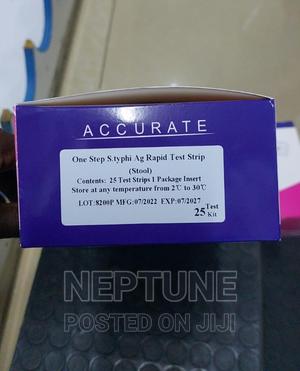 ACCURATE
One Step S.typhi Ag Rapid Test Strip
(Stool)
Contents: 25 Test Strips 1 Package Insert
Store at any temperature from 2℃ to 30℃
LOT:8200P MFG:07/2022 EXP:07/2027
25 Test Kit
NEPTUNE
POSTED ON JIJI